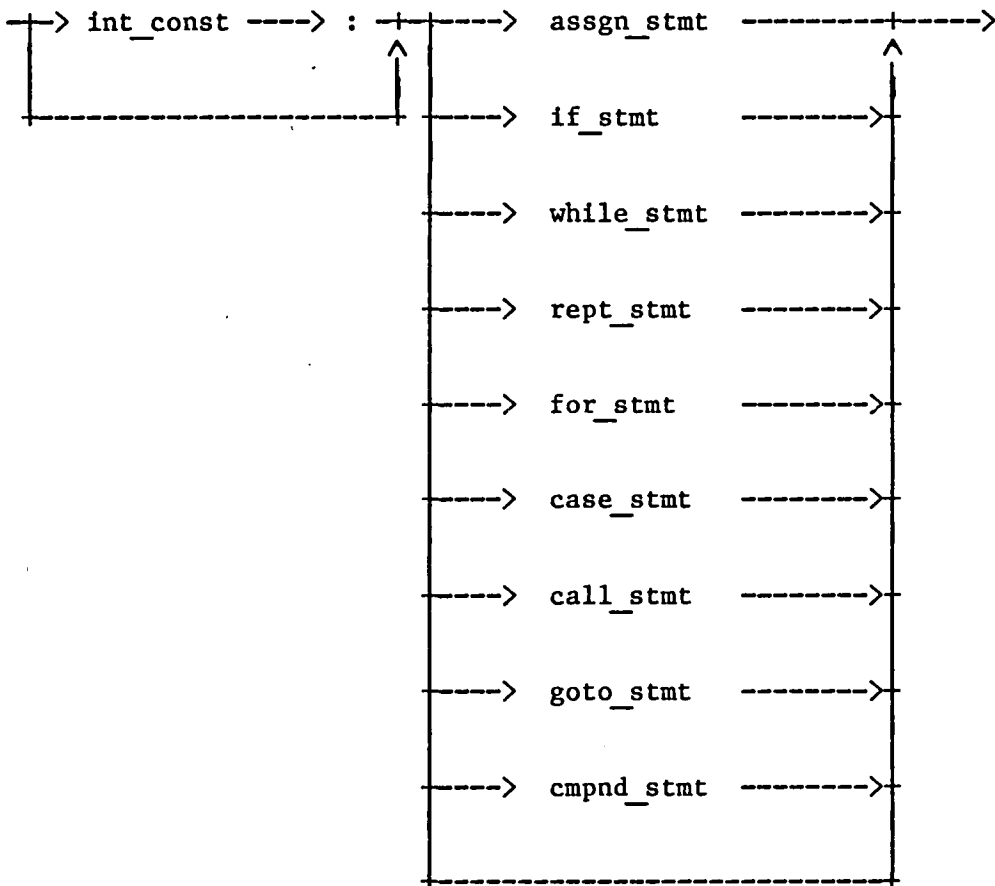 int_const : assgn_stmt
if_stmt
while_stmt
rept_stmt
for_stmt
case_stmt
call_stmt
goto_stmt
cmpnd_stmt